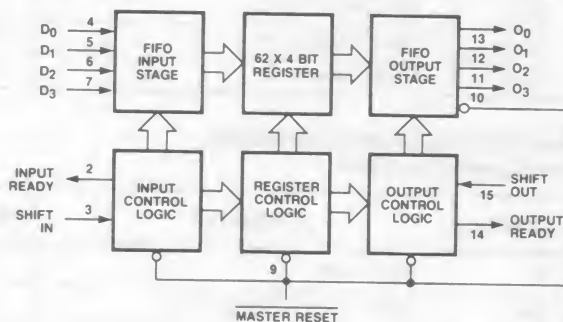 D0 4
D1 5
D2 6
D3 7
FIFO
INPUT
STAGE
62 X 4 BIT
REGISTER
FIFO
OUTPUT
STAGE
O0
13 O1
12 O2
11 O3
10
INPUT
READY
2
SHIFT
IN
3
INPUT
CONTROL
LOGIC
REGISTER
CONTROL
LOGIC
OUTPUT
CONTROL
LOGIC
15
SHIFT
OUT
14
OUTPUT
READY
9
MASTER RESET